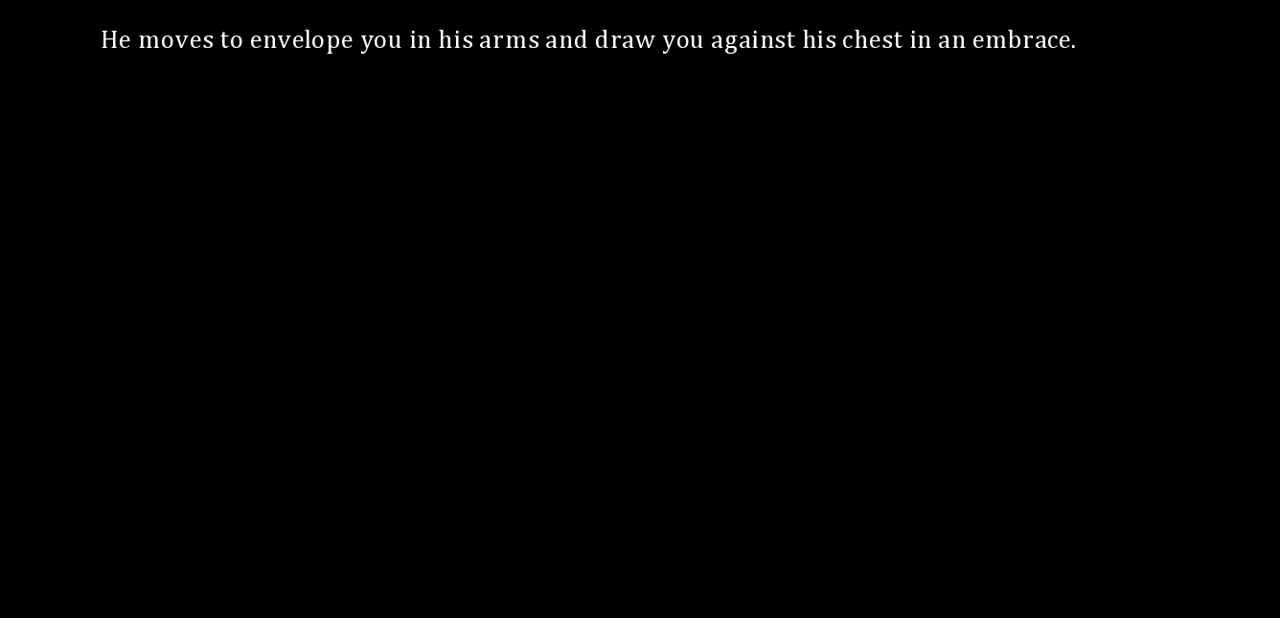 He moves to envelope you in his arms and draw you against his chest in an embrace.